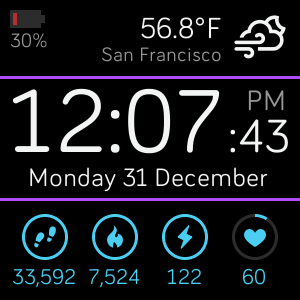 56.8°F
30%
San Francisco
PM
12:07 :43
Monday 31 December
33,592 7,524 122 60